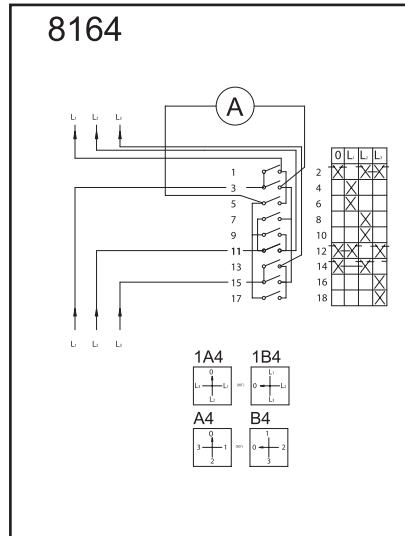 8164
A
L₁ L₂ L₃
0 L₁ L₂ L₃
1 2
3 4
5 6
7 8
9 10
11 12
13 14
15 16
17 18
L₁ L₂ L₃
1A4 1B4
0 L₁
L₃ L₁ 0 L₂
L₂ L₃
A4 B4
0 1
3 1 0 2
2 3